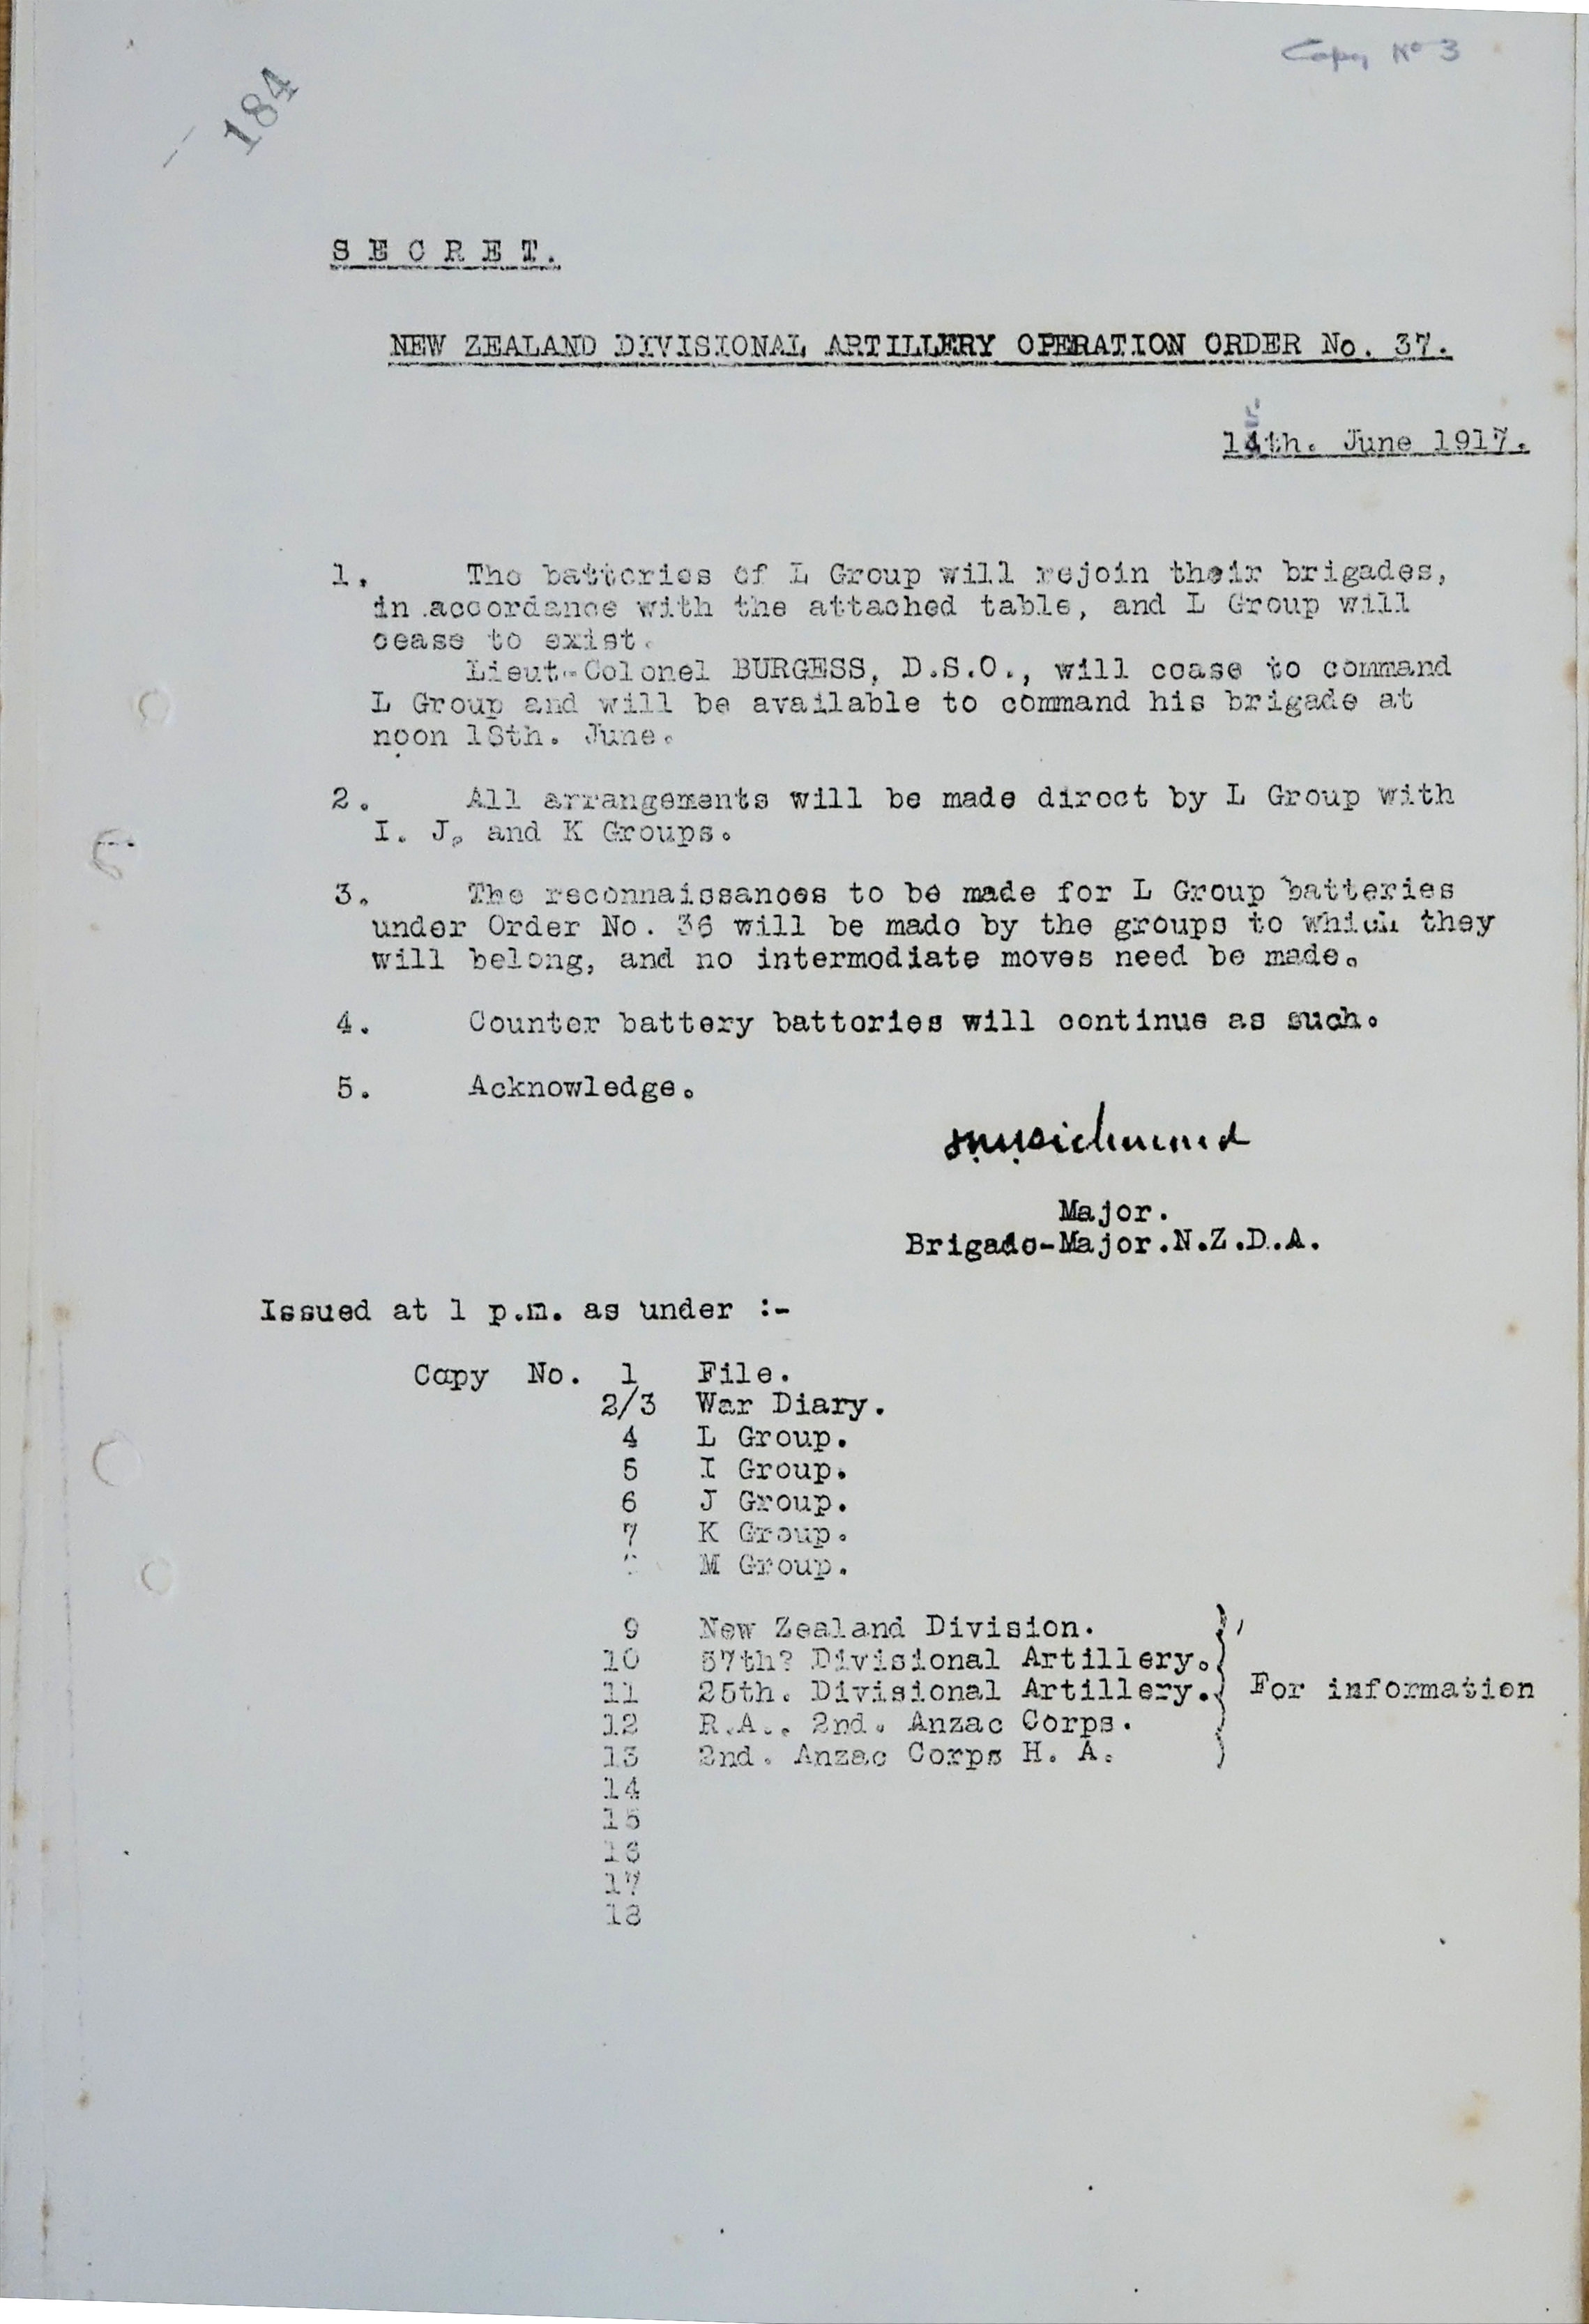 Copy No 3
184
S E C R E T.
NEW ZEALAND DIVISIONAL ARTILLERY OPERATION ORDER No. 37.
5
14th. June 1917.
1. The batteries of L Group will rejoin their brigades,
in accordance with the attached table, and L Group will
cease to exist.
Lieut-Colonel BURGESS, D.S.O., will cease to command
L Group and will be available to command his brigade at
noon 18th. June.
2. All arrangements will be made direct by L Group with
I. J, and K Groups.
3. The reconnaissances to be made for L Group batteries
under Order No. 36 will be made by the groups to which they
will belong, and no intermediate moves need be made.
4. Counter battery batteries will continue as such.
5. Acknowledge.
Major.
Brigade-Major.N.Z.D.A.
Issued at 1 p.m. as under :-
Copy No. 1 File.
2/3 War Diary.
4 L Group.
5 I Group.
6 J Group.
7 K Group.
M Group.
9 New Zealand Division.
10 57th? Divisional Artillery.
11 25th. Divisional Artillery. For information
12 R.A., 2nd. Anzac Corps.
13 2nd. Anzac Corps H. A.
14
15
16
17
18